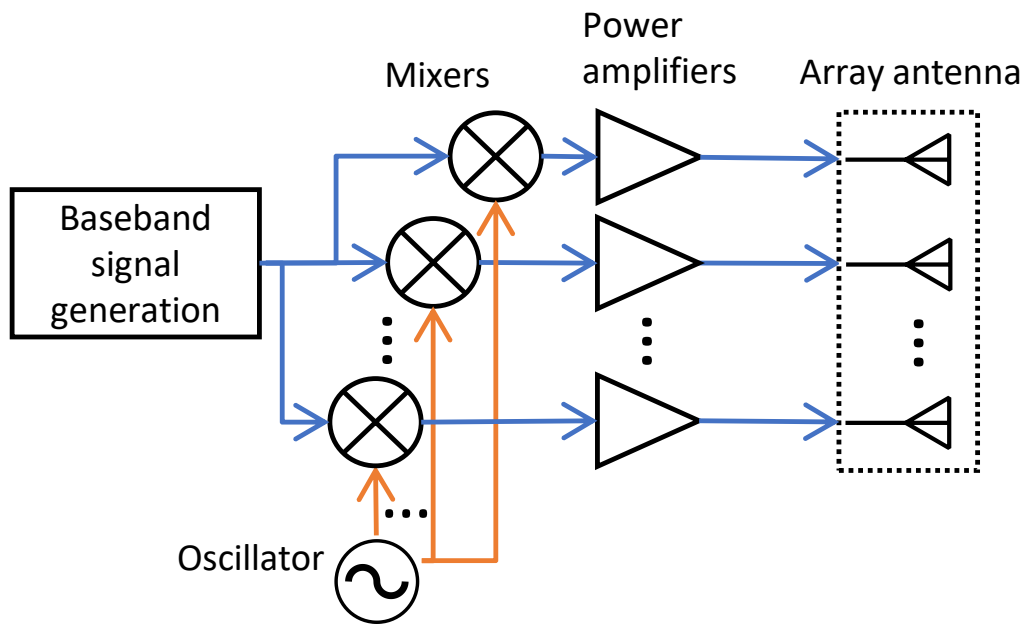 Power
amplifiers
Mixers
Array antenna
Baseband
signal
generation
Oscillator